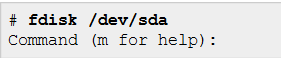 # fdisk /dev/sda
Command (m for help):